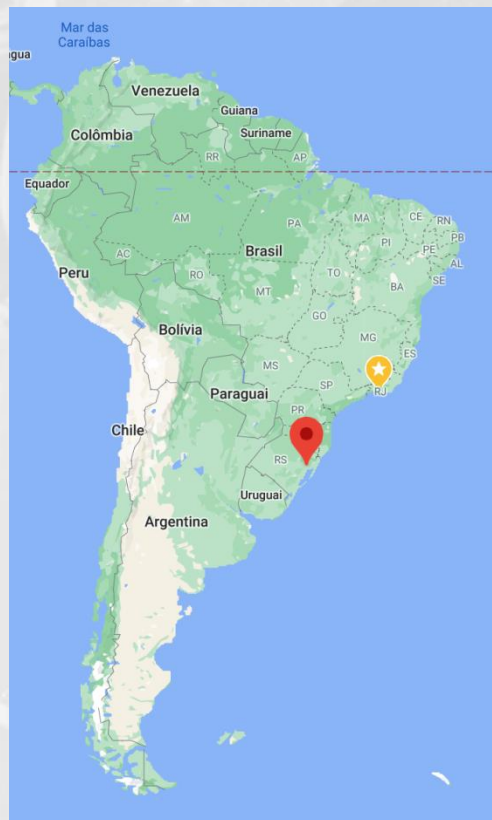 Mar das
Caraíbas
agua
Venezuela
Guiana
Colômbia
Suriname
RR
AP
Equador
AM
PA
MA
CE
RN
PB
PI
PE
AC
Brasil
AL
TO
SE
RO
BA
Peru
MT
GO
Bolívia
MG
ES
MS
SP
RJ
Paraguai
PR
Chile
RS
Uruguai
Argentina